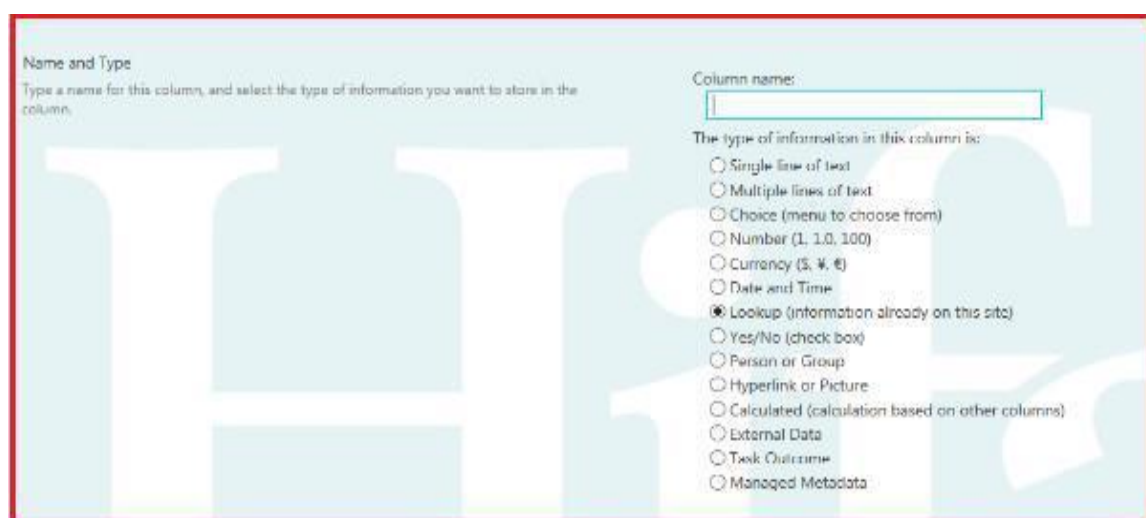 Name and Type
Type a name for this column, and select the type of information you want to store in the
column.
Column name:
The type of information in this column is:
Single line of text
Multiple lines of text
Choice (menu to choose from)
Number (1, 1.0, 100)
Currency ($, ¥, €)
Date and Time
Lookup (information already on this site)
Yes/No (check box)
Person or Group
Hyperlink or Picture
Calculated (calculation based on other columns)
External Data
Task Outcome
Managed Metadata